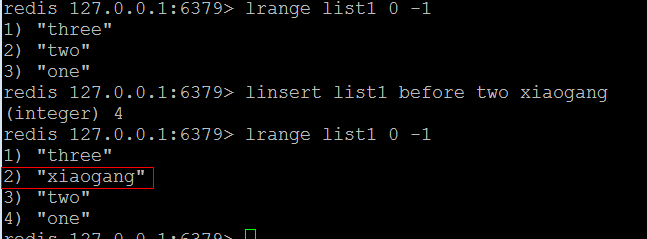 redis 127.0.0.1:6379> lrange list1 0 -1
1) "three"
2) "two"
3) "one"
redis 127.0.0.1:6379> linsert list1 before two xiaogang
(integer) 4
redis 127.0.0.1:6379> lrange list1 0 -1
1) "three"
2) "xiaogang"
3) "two"
4) "one"
redis 127.0.0.1:6379>